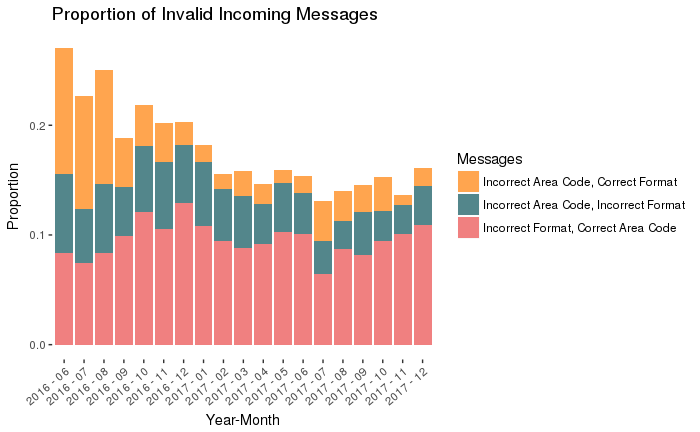 Proportion of Invalid Incoming Messages
Proportion
0.2
0.1
0.0
2016 - 06
2016 - 07
2016 - 08
2016 - 09
2016 - 10
2016 - 11
2016 - 12
2017 - 01
2017 - 02
2017 - 03
2017 - 04
2017 - 05
2017 - 06
2017 - 07
2017 - 08
2017 - 09
2017 - 10
2017 - 11
2017 - 12
Year-Month
Messages
Incorrect Area Code, Correct Format
Incorrect Area Code, Incorrect Format
Incorrect Format, Correct Area Code